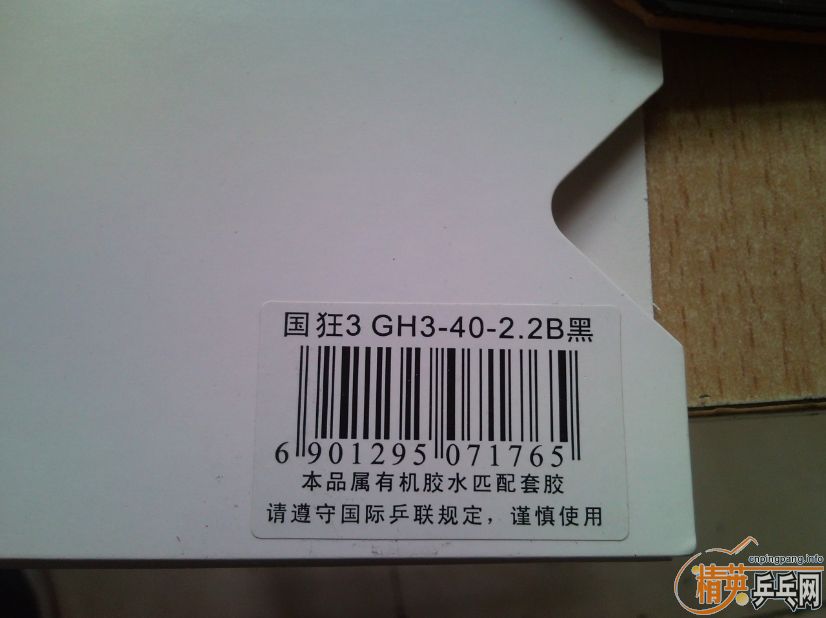 国狂3 GH3-40-2.2B黑
6 901295 071765
本品属有机胶水匹配套胶
请遵守国际乒联规定，谨慎使用
cnpingpang.info
精英乒乓网